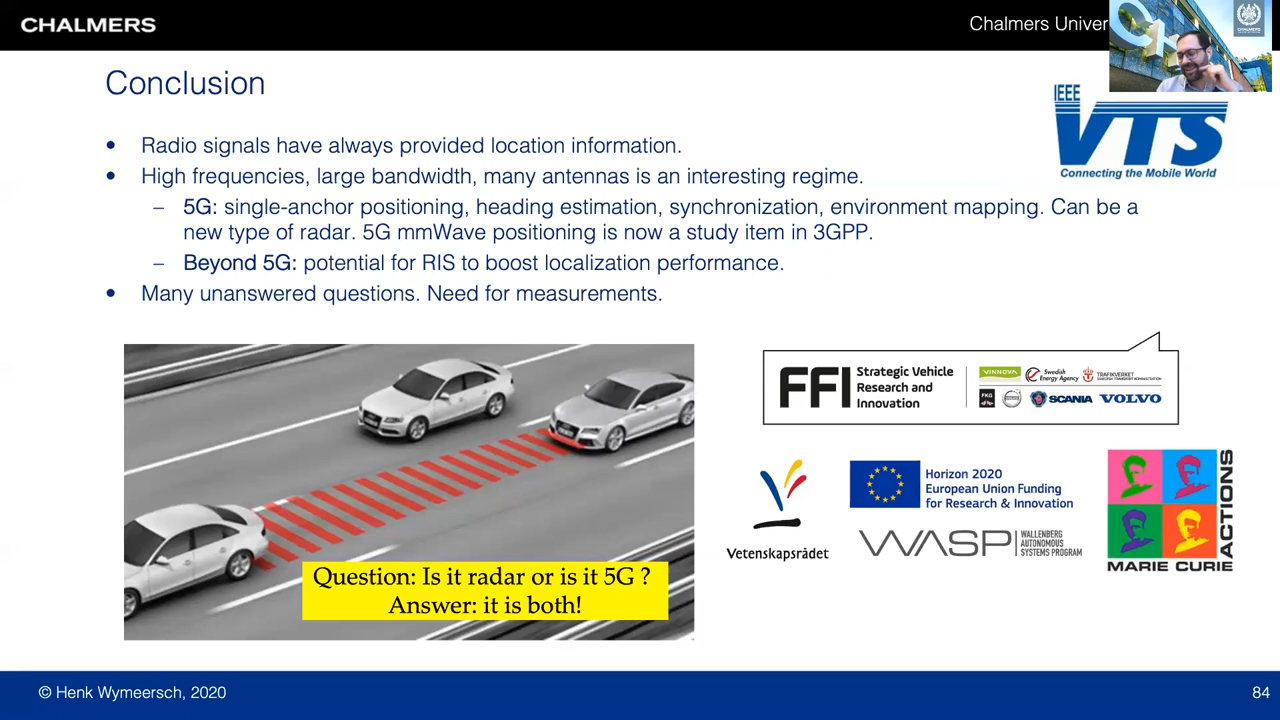 CHALMERS
Chalmers Univer
Conclusion
IEEE
VTS
Connecting the Mobile World
• Radio signals have always provided location information.
• High frequencies, large bandwidth, many antennas is an interesting regime.
– 5G: single-anchor positioning, heading estimation, synchronization, environment mapping. Can be a
new type of radar. 5G mmWave positioning is now a study item in 3GPP.
– Beyond 5G: potential for RIS to boost localization performance.
• Many unanswered questions. Need for measurements.
FFI
Strategic Vehicle
Research and
Innovation
VINNOVA
Swedish
Energy Agency
TRAFIKVERKET
SWEDISH TRANSPORT ADMINISTRATION
FKG
SCANIA
VOLVO
Vetenskapsrådet
Horizon 2020
European Union Funding
for Research & Innovation
WASP
WALLENBERG
AUTONOMOUS
SYSTEMS PROGRAM
ACTIONS
MARIE CURIE
Question: Is it radar or is it 5G ?
Answer: it is both!
© Henk Wymeersch, 2020
84